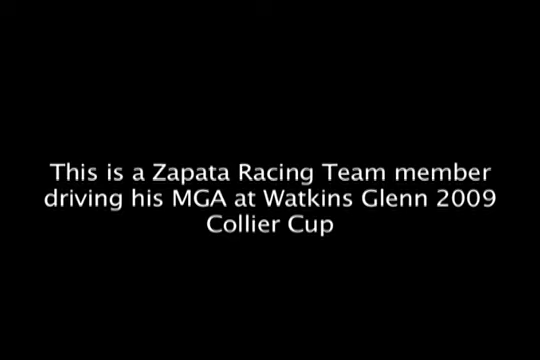 This is a Zapata Racing Team member
driving his MGA at Watkins Glenn 2009
Collier Cup